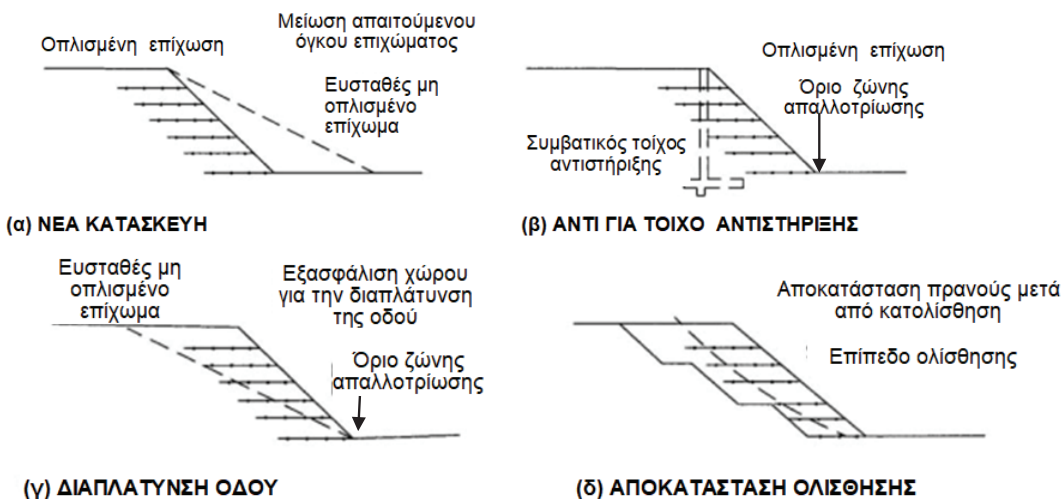 Οπλισμένη επίχωση
Μείωση απαιτούμενου
όγκου επιχώματος
Ευσταθές μη
οπλισμένο
επίχωμα
(α) ΝΕΑ ΚΑΤΑΣΚΕΥΗ
Οπλισμένη επίχωση
Όριο ζώνης
απαλλοτρίωσης
Συμβατικός τοίχος
αντιστήριξης
(β) ΑΝΤΙ ΓΙΑ ΤΟΙΧΟ ΑΝΤΙΣΤΗΡΙΞΗΣ
Ευσταθές μη
οπλισμένο
επίχωμα
Εξασφάλιση χώρου
για την διαπλάτυνση
της οδού
Όριο ζώνης
απαλλοτρίωσης
(γ) ΔΙΑΠΛΑΤΥΝΣΗ ΟΔΟΥ
Αποκατάσταση πρανούς μετά
από κατολίσθηση
Επίπεδο ολίσθησης
(δ) ΑΠΟΚΑΤΑΣΤΑΣΗ ΟΛΙΣΘΗΣΗΣ